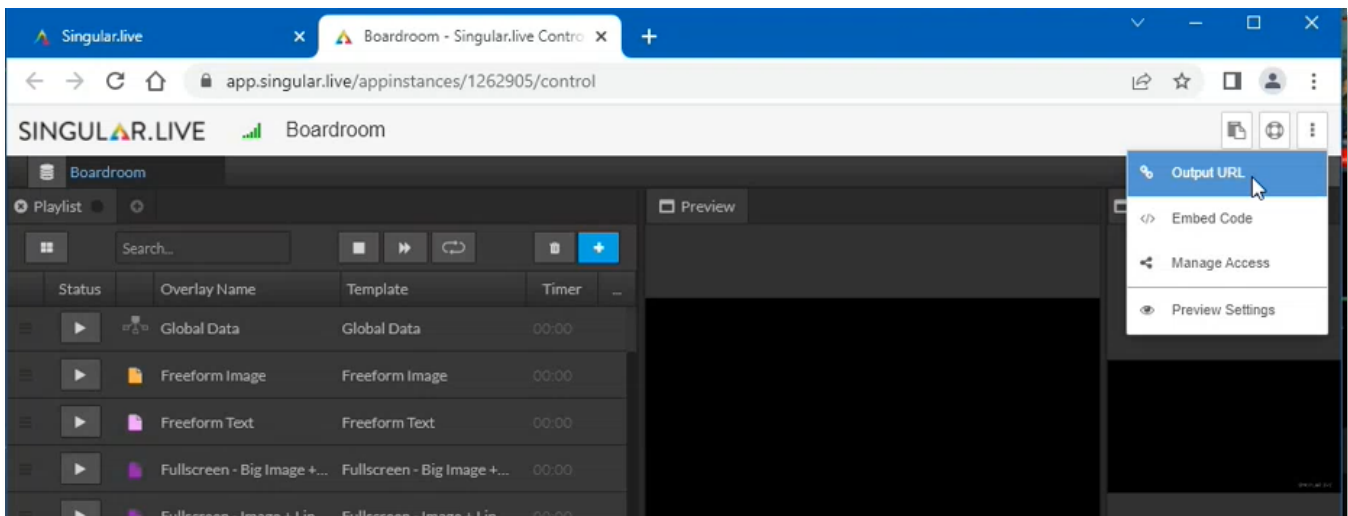 Singular.live
Boardroom - Singular.live Contro
app.singular.live/appinstances/1262905/control
SINGULAR.LIVE Boardroom
Boardroom
Output URL
Embed Code
Manage Access
Preview Settings
Playlist
Preview
Search...
Status Overlay Name Template Timer ...
Global Data Global Data 00:00
Freeform Image Freeform Image 00:00
Freeform Text Freeform Text 00:00
Fullscreen - Big Image +... Fullscreen - Big Image +... 00:00
SINGULAR.LIVE